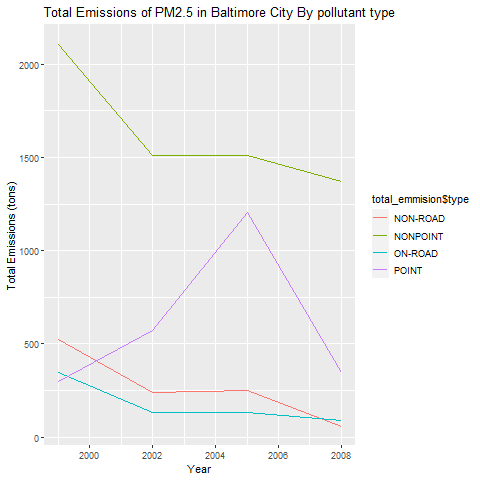 Total Emissions of PM2.5 in Baltimore City By pollutant type
2000
1500
1000
500
0
Total Emissions (tons)
2000 2002 2004 2006 2008
Year
total_emmision$type
NON-ROAD
NONPOINT
ON-ROAD
POINT